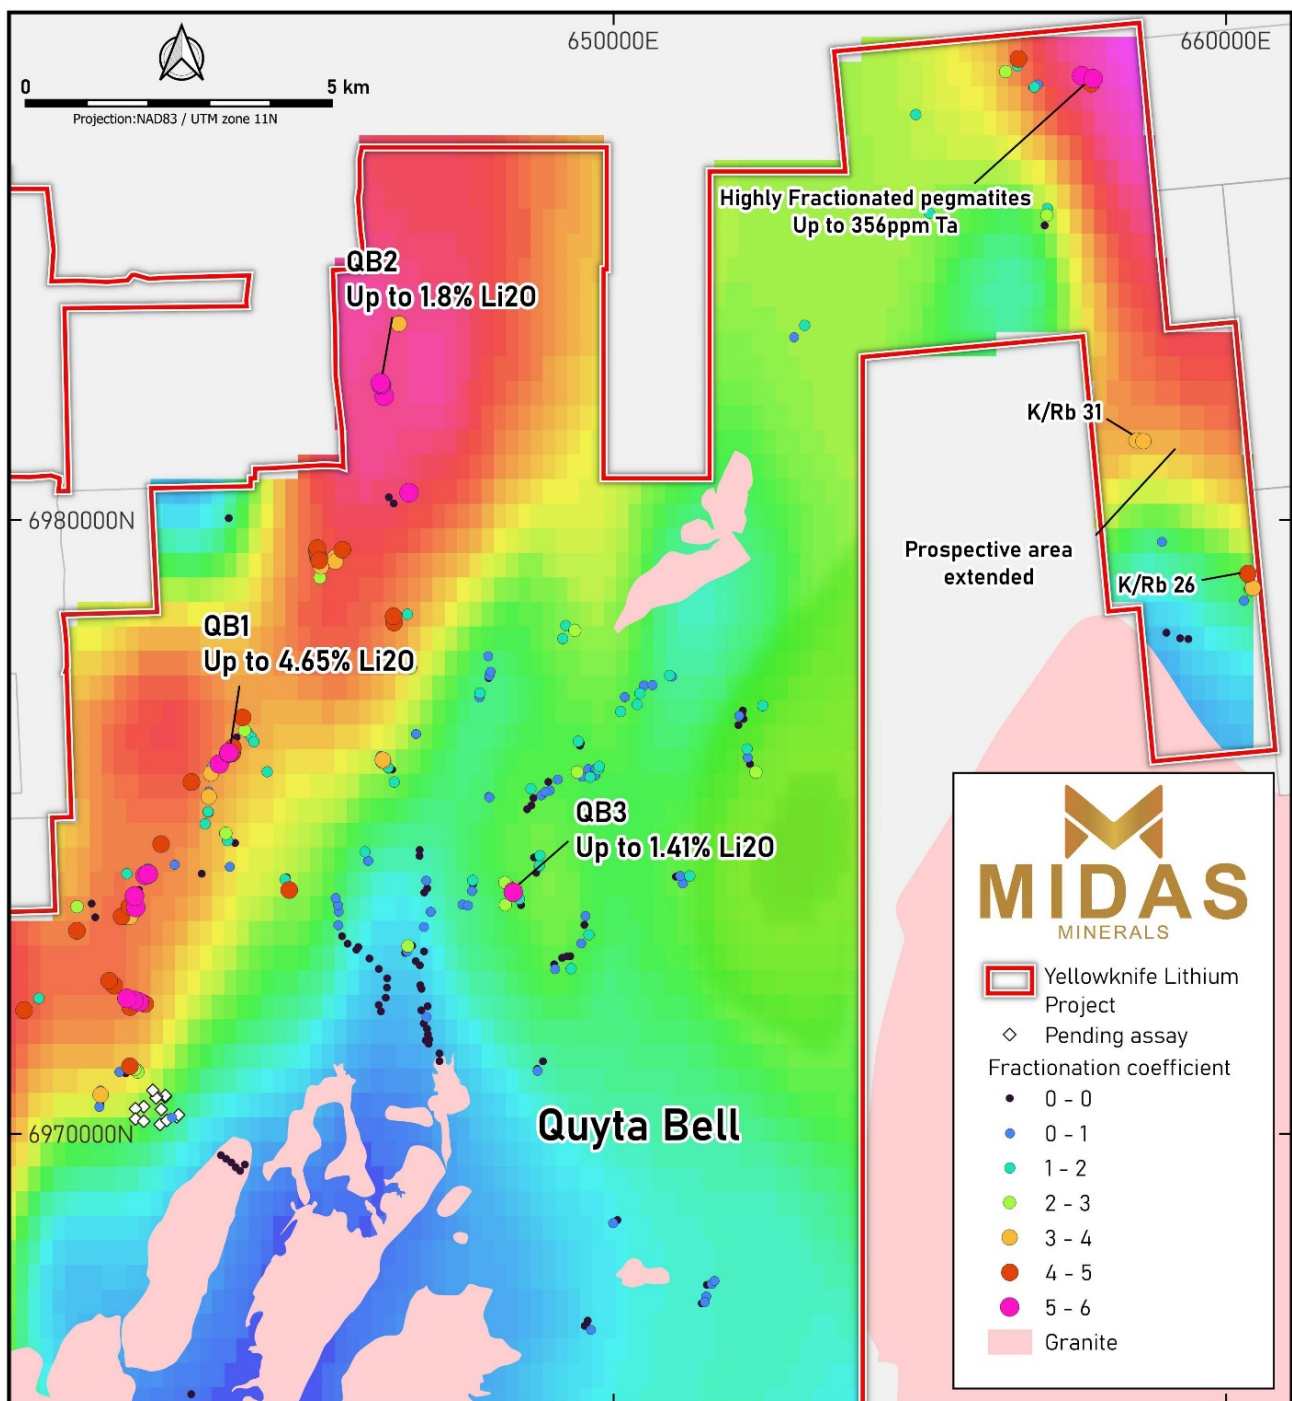 650000E
660000E
0 5 km
Projection:NAD83 / UTM zone 11N
Highly Fractionated pegmatites
Up to 356ppm Ta
QB2
Up to 1.8% Li2O
K/Rb 31
6980000N
Prospective area
extended
K/Rb 26
QB1
Up to 4.65% Li2O
QB3
Up to 1.41% Li2O
MIDAS
MINERALS
Yellowknife Lithium
Project
Pending assay
Fractionation coefficient
0 - 0
0 - 1
1 - 2
2 - 3
3 - 4
4 - 5
5 - 6
Granite
Quyta Bell
6970000N